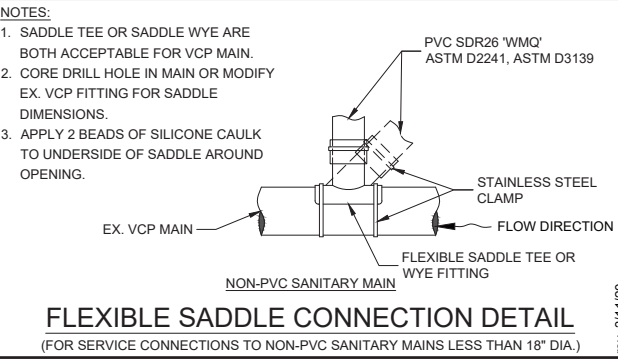 NOTES:
1. SADDLE TEE OR SADDLE WYE ARE
BOTH ACCEPTABLE FOR VCP MAIN.
2. CORE DRILL HOLE IN MAIN OR MODIFY
EX. VCP FITTING FOR SADDLE
DIMENSIONS.
3. APPLY 2 BEADS OF SILICONE CAULK
TO UNDERSIDE OF SADDLE AROUND
OPENING.
PVC SDR26 'WMQ'
ASTM D2241, ASTM D3139
STAINLESS STEEL
CLAMP
EX. VCP MAIN
FLOW DIRECTION
FLEXIBLE SADDLE TEE OR
WYE FITTING
NON-PVC SANITARY MAIN
FLEXIBLE SADDLE CONNECTION DETAIL
(FOR SERVICE CONNECTIONS TO NON-PVC SANITARY MAINS LESS THAN 18" DIA.)